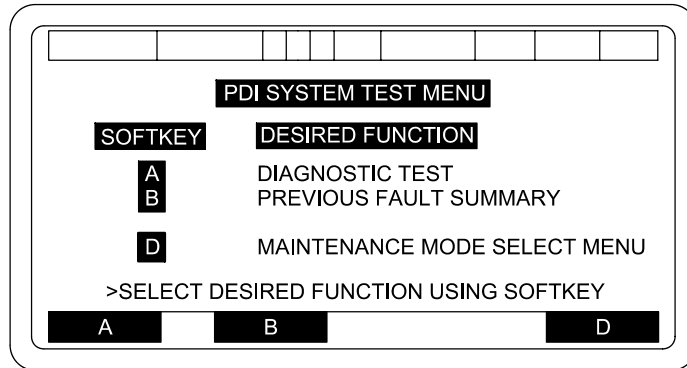 PDI SYSTEM TEST MENU
SOFTKEY DESIRED FUNCTION
A DIAGNOSTIC TEST
B PREVIOUS FAULT SUMMARY
D MAINTENANCE MODE SELECT MENU
>SELECT DESIRED FUNCTION USING SOFTKEY
A B D